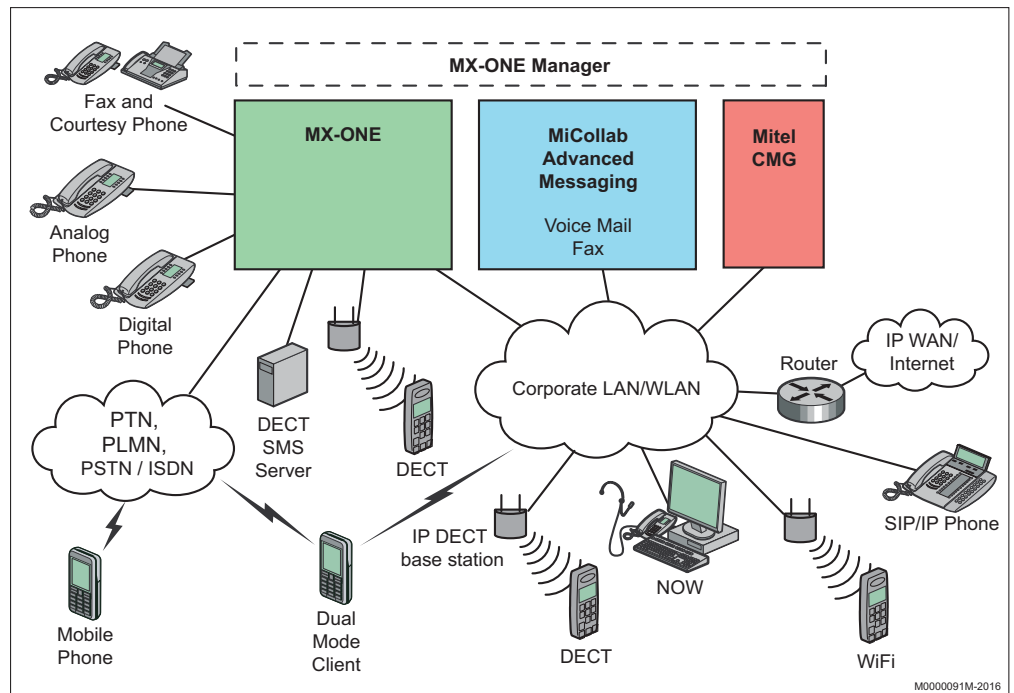 MX-ONE Manager
Fax and
Courtesy Phone
MX-ONE
MiCollab
Advanced
Messaging
Voice Mail
Fax
Mitel
CMG
Analog
Phone
Digital
Phone
PTN,
PLMN,
PSTN / ISDN
DECT
SMS
Server
DECT
Corporate LAN/WLAN
Router
IP WAN/
Internet
SIP/IP Phone
IP DECT
base station
NOW
Mobile
Phone
Dual
Mode
Client
DECT
WiFi
M0000091M-2016